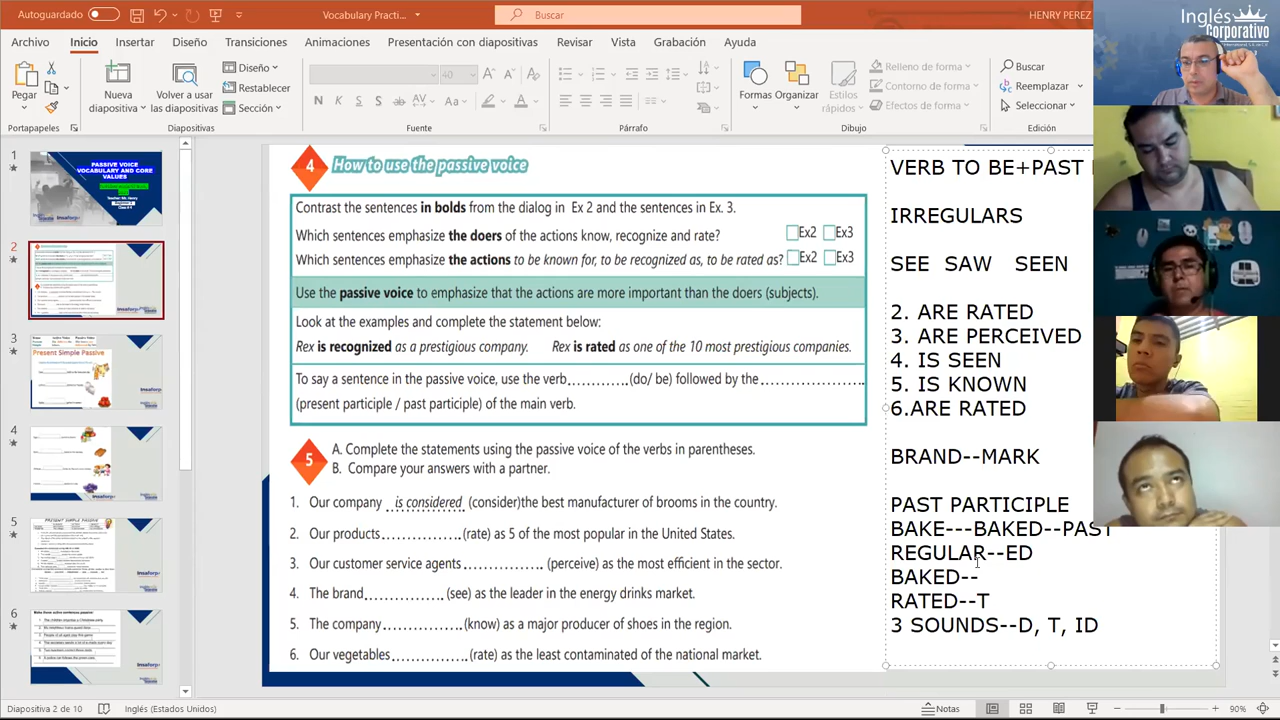 Autoguardado
Vocabulary Practi...
Buscar
HENRY PEREZ
Archivo Inicio Insertar Diseño Transiciones Animaciones Presentación con diapositivas Revisar Vista Grabación Ayuda
Pegar
Nueva diapositiva
Volver a usar las diapositivas
Diseño
Restablecer
Sección
Formas
Organizar
Estilos rápidos
Relleno de forma
Contorno de forma
Efectos de forma
Buscar
Reemplazar
Seleccionar
Portapapeles Diapositivas Fuente Párrafo Dibujo Edición
Inglés
Corporativo
1
PASSIVE VOICE
VOCABULARY AND CORE
VALUES
2
3
Present Simple Passive
4
5
6
4 How to use the passive voice
Contrast the sentences in bolds from the dialog in Ex 2 and the sentences in Ex. 3.
Which sentences emphasize the doers of the actions know, recognize and rate? Ex2 Ex3
Which sentences emphasize the actions to be known for, to be recognized as, to be rated as? Ex2 Ex3
Look at the examples and complete the statement below:
Rex is recognized as a prestigious company. Rex is rated as one of the 10 most prestigious companies.
To say a sentence in the passive voice, use the verb............(do/ be) followed by the.....................
(present participle / past participle) of the main verb.
5 A. Complete the statements using the passive voice of the verbs in parentheses.
B. Compare your answers with a partner.
1. Our company is considered (consider)the best manufacturer of brooms in the country.
2. Our products................(rate) as 5 of the most popular in the United States.
3. Our customer service agents................(perceive) as the most efficient in the market.
4. The brand................(see) as the leader in the energy drinks market.
5. The company................(know)as a major producer of shoes in the region.
6. Our vegetables................(rate) as the least contaminated of the national market.
VERB TO BE+PAST
IRREGULARS
SEE SAW SEEN
2. ARE RATED
3. ARE PERCEIVED
4. IS SEEN
5. IS KNOWN
6.ARE RATED
BRAND--MARK
PAST PARTICIPLE
BAKE---BAKED--PAST
REGULAR--ED
BAKED--
RATED--T
3 SOUNDS--D, T, ID
Diapositiva 2 de 10
Inglés (Estados Unidos)
Notas
90%